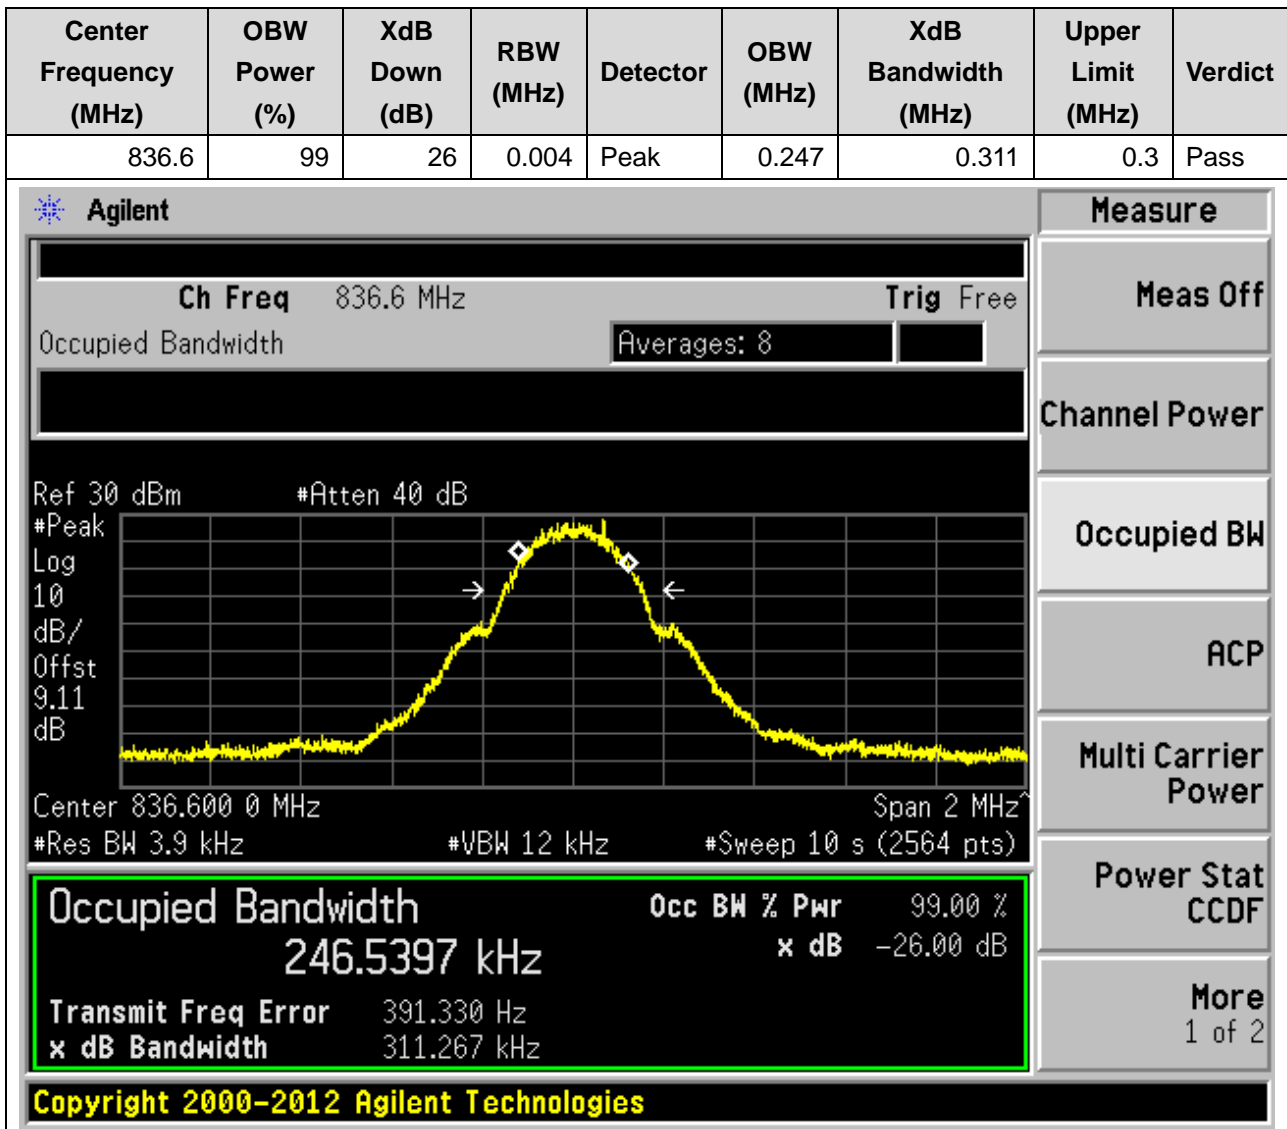 Center Frequency (MHz) OBW Power (%) XdB Down (dB) RBW (MHz) Detector OBW (MHz) XdB Bandwidth (MHz) Upper Limit (MHz) Verdict
836.6 99 26 0.004 Peak 0.247 0.311 0.3 Pass
Agilent
Measure
Ch Freq 836.6 MHz Trig Free
Meas Off
Occupied Bandwidth Averages: 8
Channel Power
Ref 30 dBm #Atten 40 dB
#Peak
Log
10
dB/
Offst
9.11
dB
Occupied BW
ACP
Multi Carrier
Power
Center 836.600 0 MHz Span 2 MHz^
#Res BW 3.9 kHz #VBW 12 kHz #Sweep 10 s (2564 pts)
Power Stat
CCDF
Occupied Bandwidth Occ BW % Pwr 99.00 %
246.5397 kHz x dB -26.00 dB
Transmit Freq Error 391.330 Hz
x dB Bandwidth 311.267 kHz
More
1 of 2
Copyright 2000-2012 Agilent Technologies